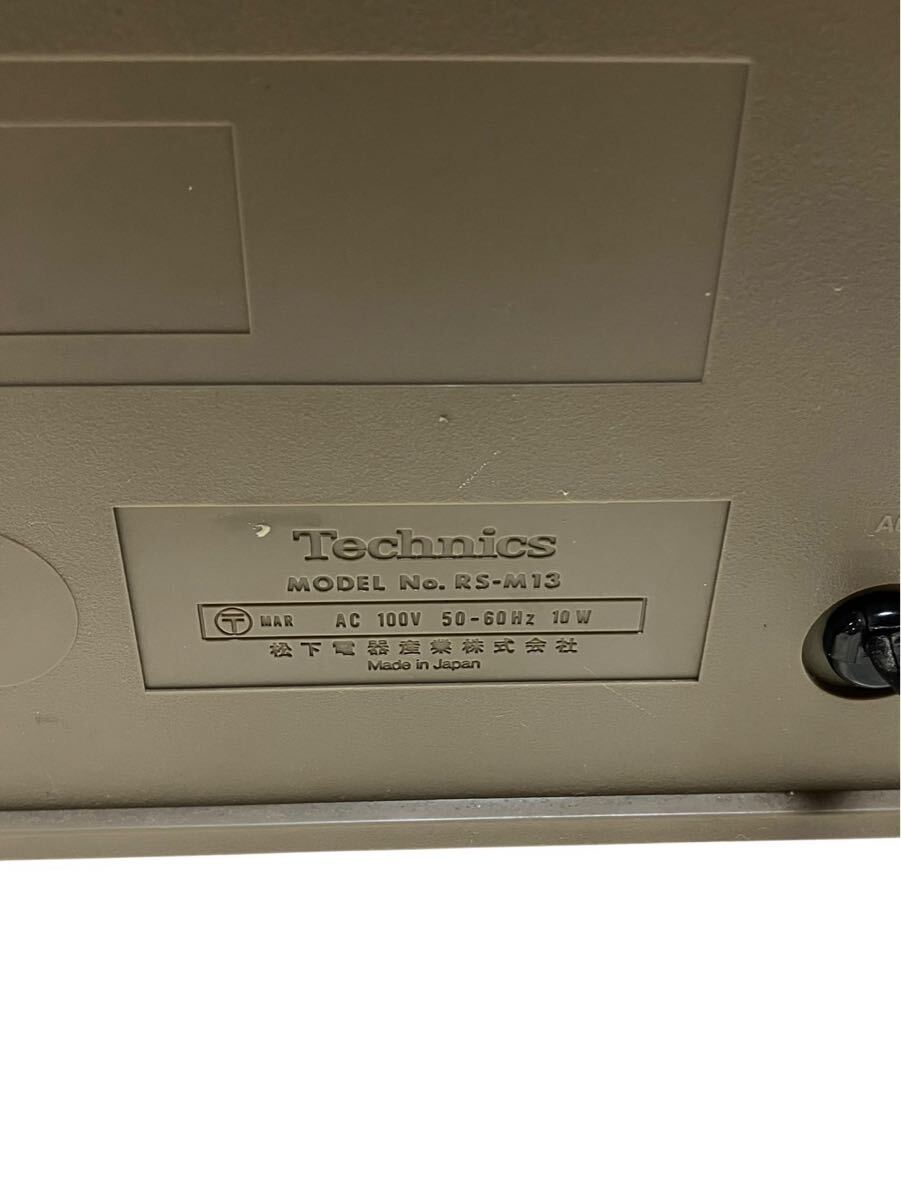 Technics
MODEL No. RS-M13
T MAR AC 100V 50-60Hz 10W
松下電器産業株式会社
Made in Japan